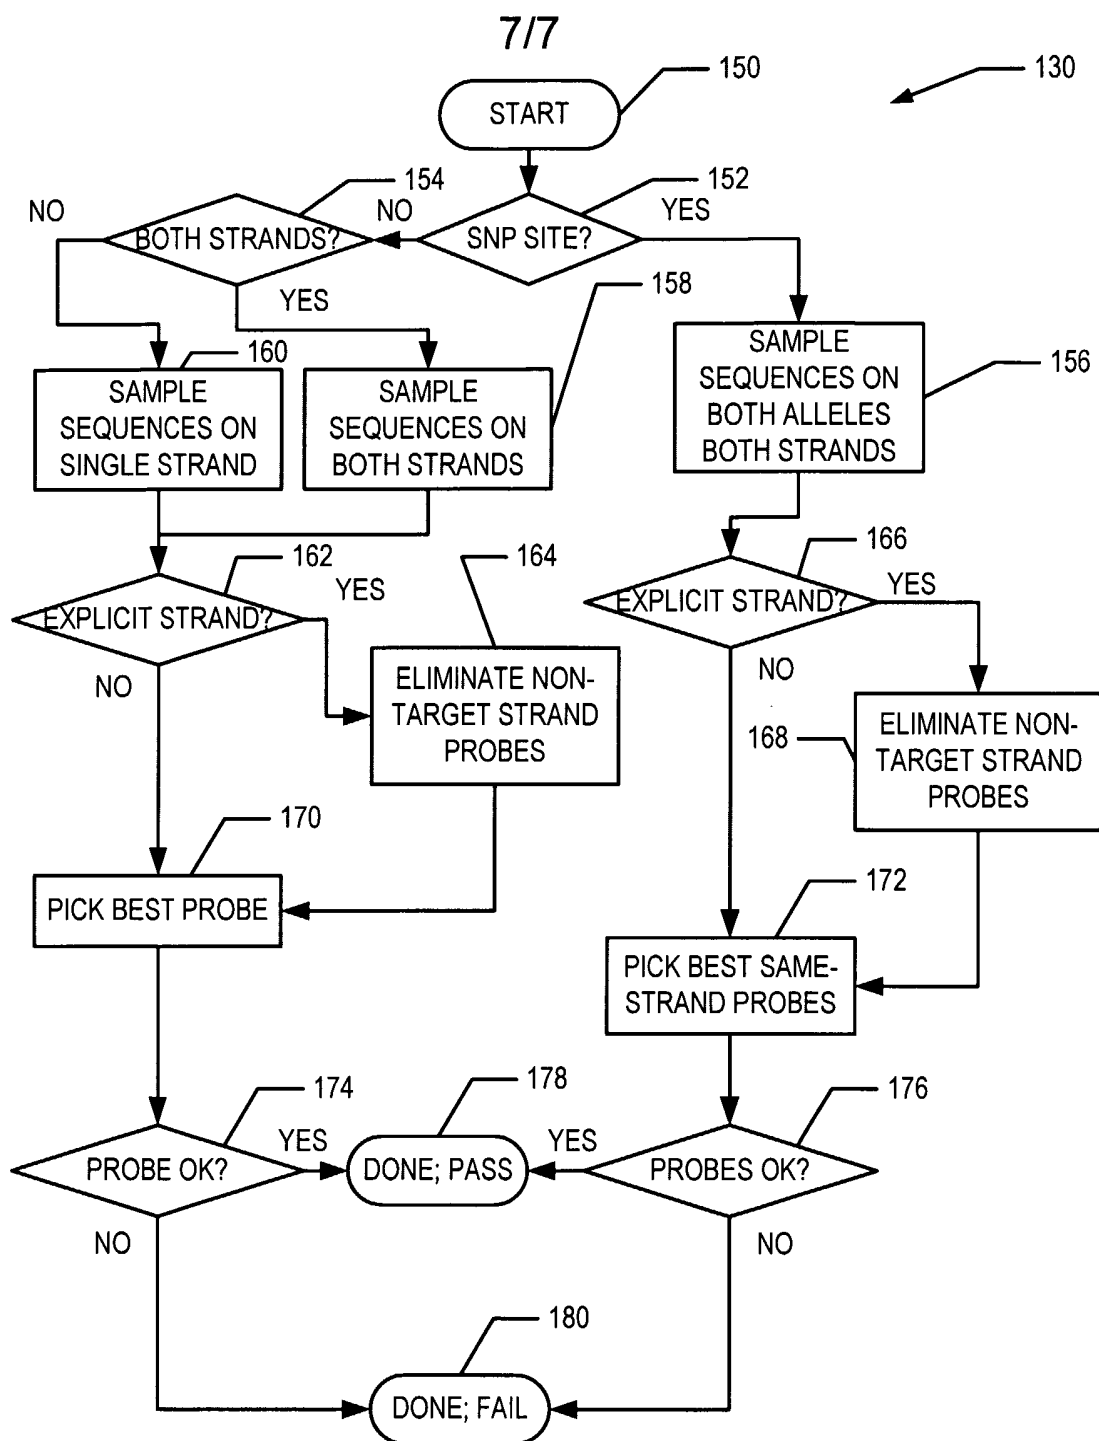 7/7
150
130
START
154
152
NO
NO
YES
BOTH STRANDS?
SNP SITE?
YES
158
160
156
SAMPLE
SEQUENCES ON
SINGLE STRAND
SAMPLE
SEQUENCES ON
BOTH STRANDS
SAMPLE
SEQUENCES ON
BOTH ALLELES
BOTH STRANDS
162
164
166
YES
YES
EXPLICIT STRAND?
EXPLICIT STRAND?
NO
NO
ELIMINATE NON-
TARGET STRAND
PROBES
168
ELIMINATE NON-
TARGET STRAND
PROBES
170
172
PICK BEST PROBE
PICK BEST SAME-
STRAND PROBES
174
178
176
YES
YES
PROBE OK?
DONE; PASS
PROBES OK?
NO
NO
180
DONE; FAIL